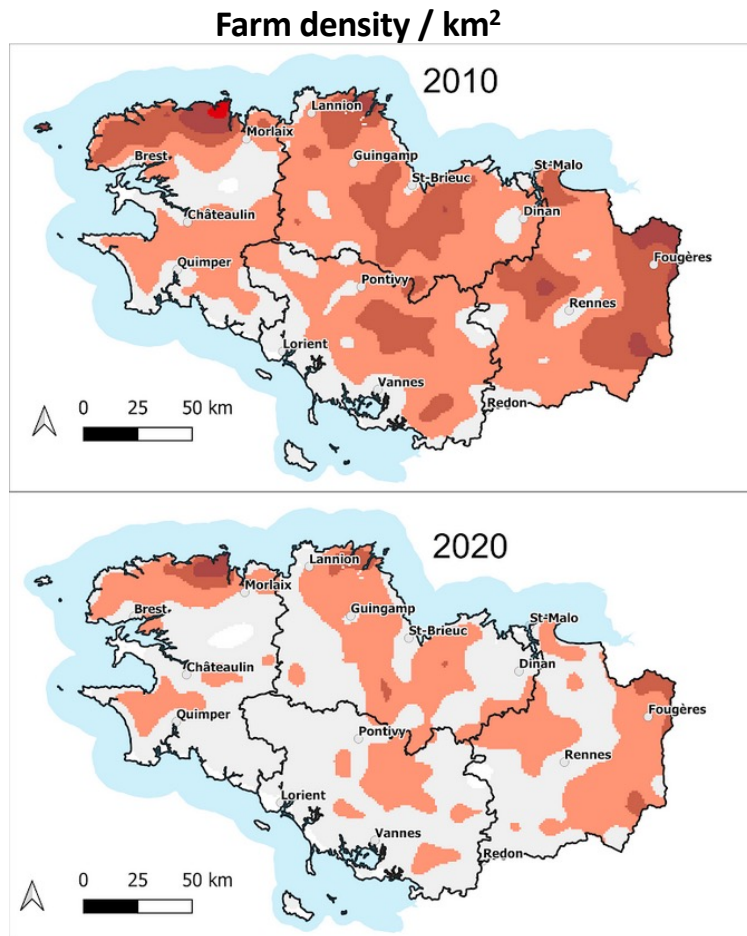 Farm density / km²
2010
Lannion
Morlaix
Brest
Guingamp
St-Brieuc
St-Malo
Dinan
Châteaulin
Fougères
Quimper
Pontivy
Rennes
Lorient
Vannes
Redon
0 25 50 km
2020
Lannion
Morlaix
Brest
Guingamp
St-Brieuc
St-Malo
Dinan
Châteaulin
Fougères
Quimper
Pontivy
Rennes
Lorient
Vannes
Redon
0 25 50 km